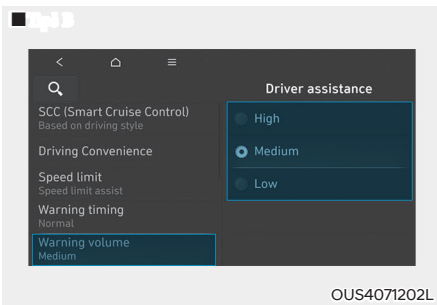 Driver assistance
SCC (Smart Cruise Control)
Based on driving style
Driving Convenience
Speed limit
Speed limit assist
Warning timing
Normal
Warning volume
Medium
High
Medium
Low
OUS4071202L